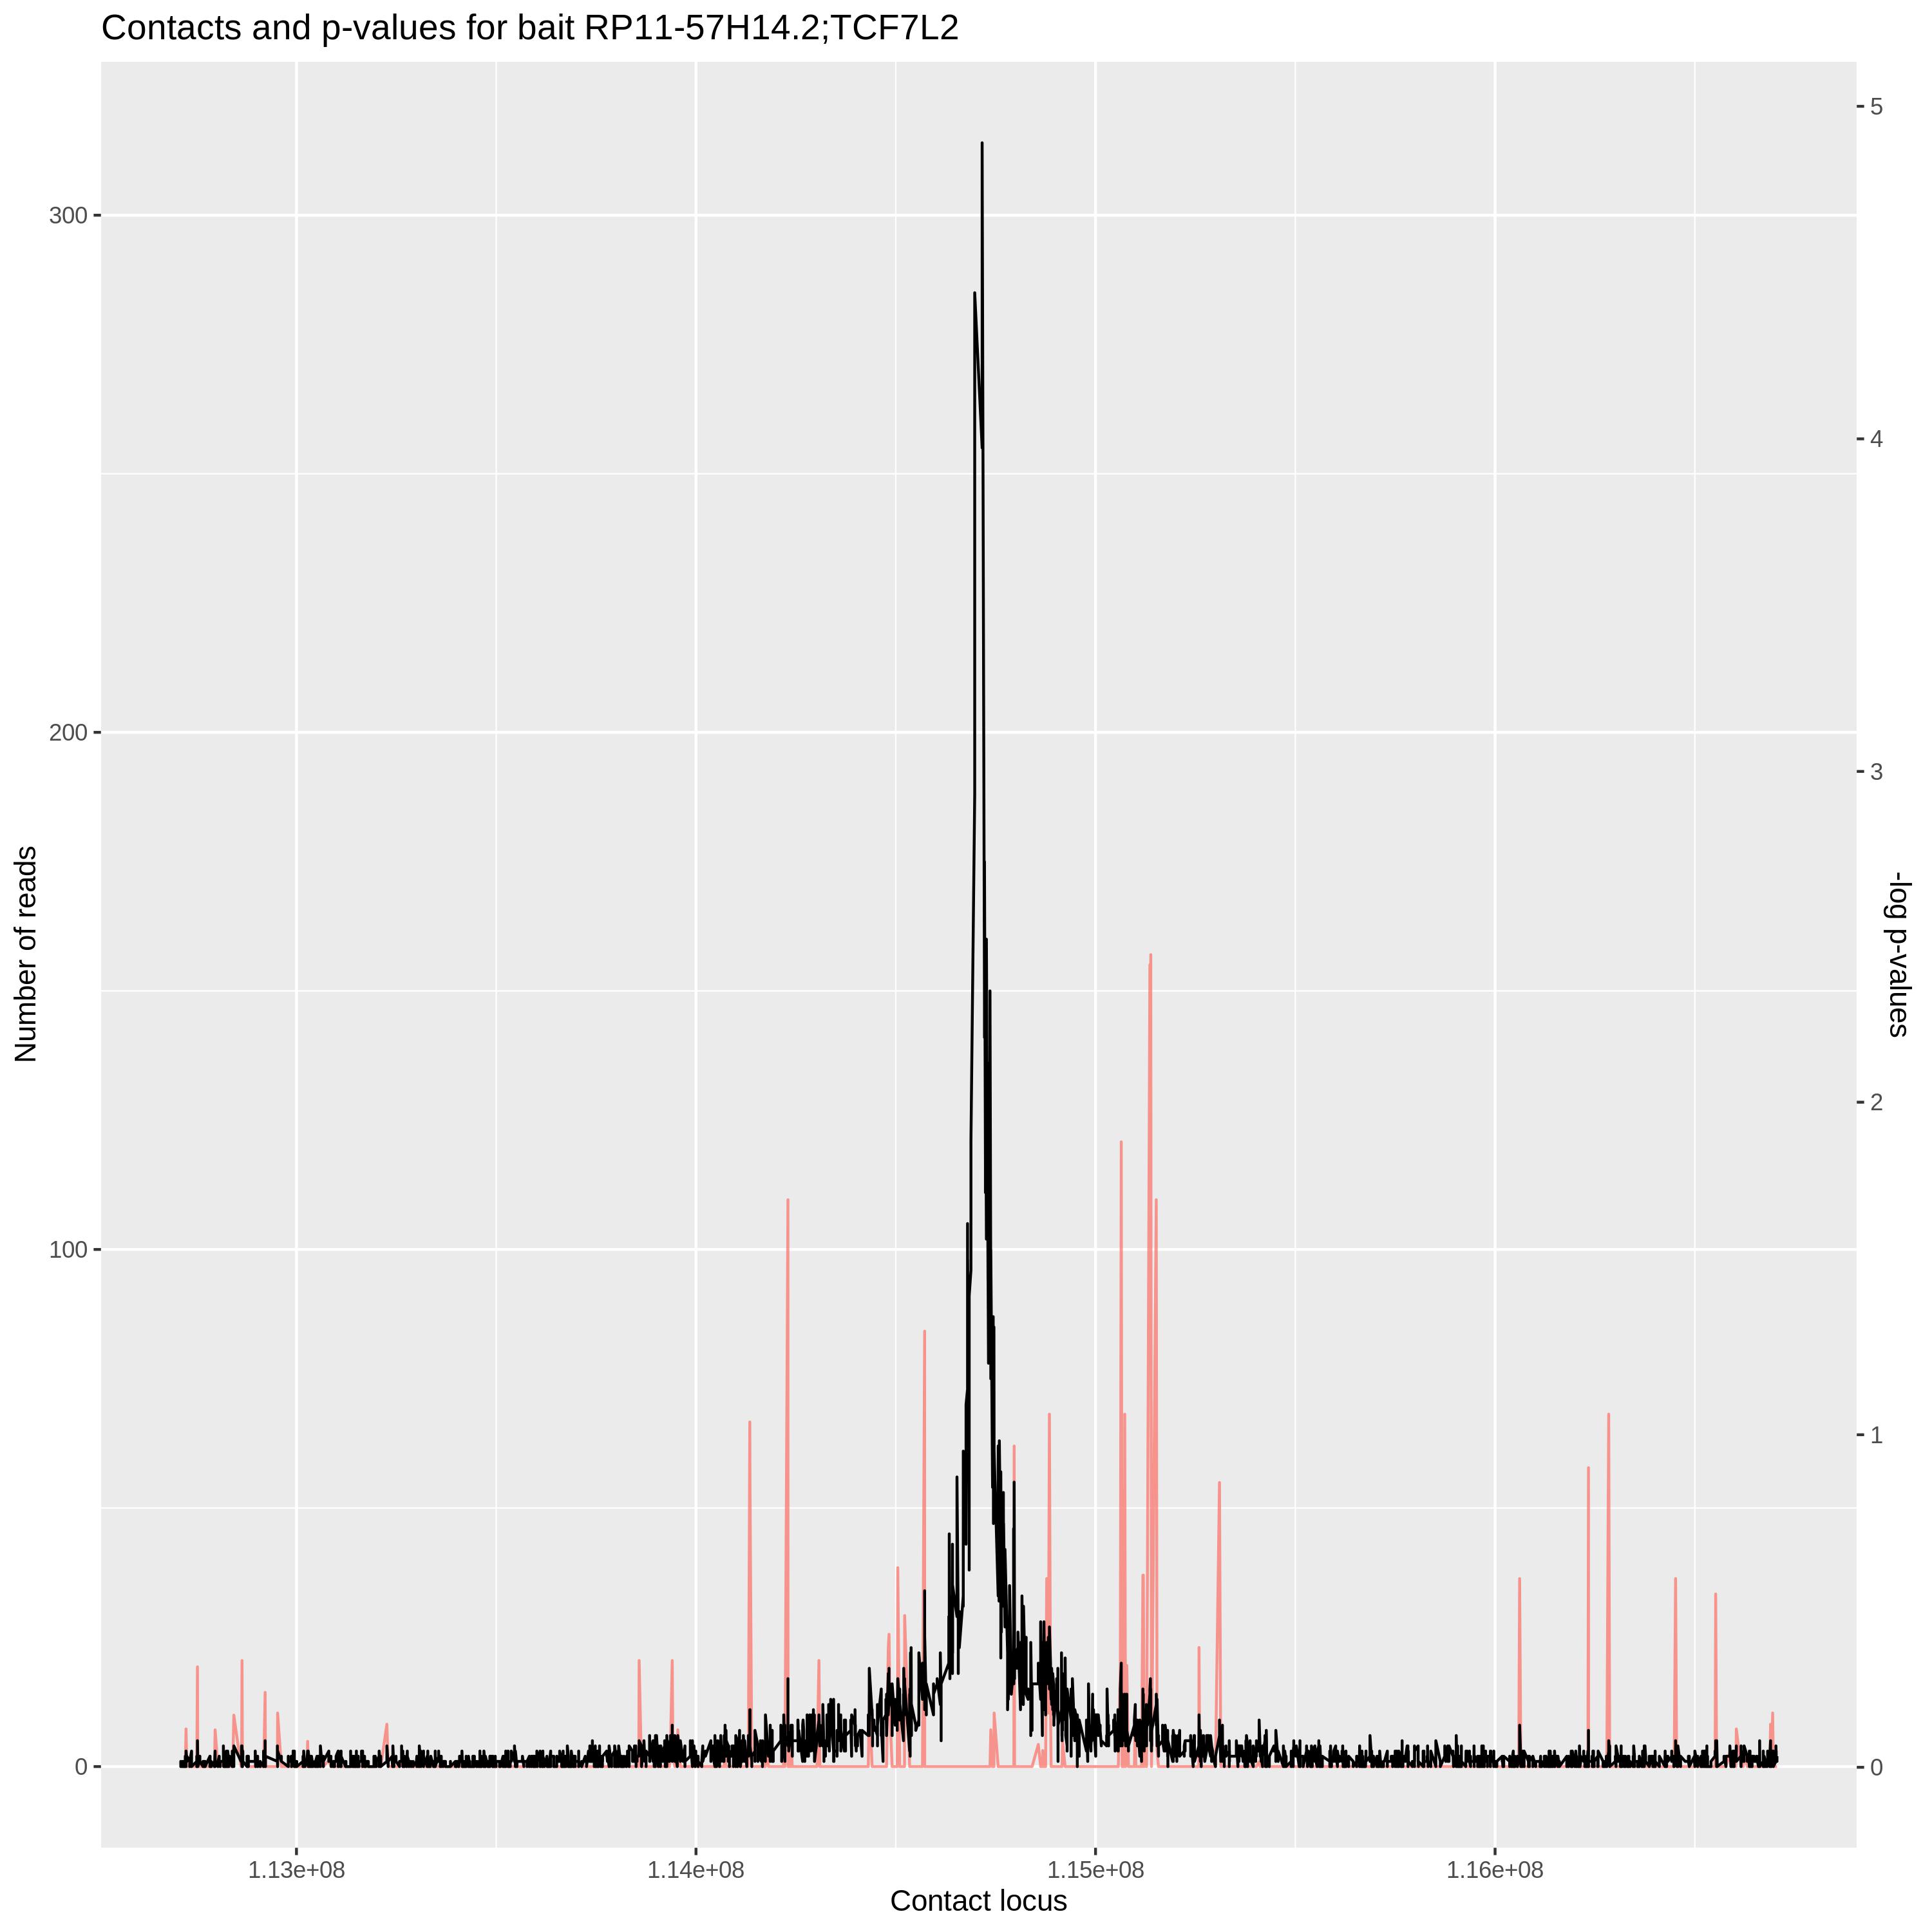 Contacts and p-values for bait RP11-57H14.2;TCF7L2
300
200
100
0
Number of reads
5
4
3
2
1
0
-log p-values
1.13e+08
1.14e+08
1.15e+08
1.16e+08
Contact locus